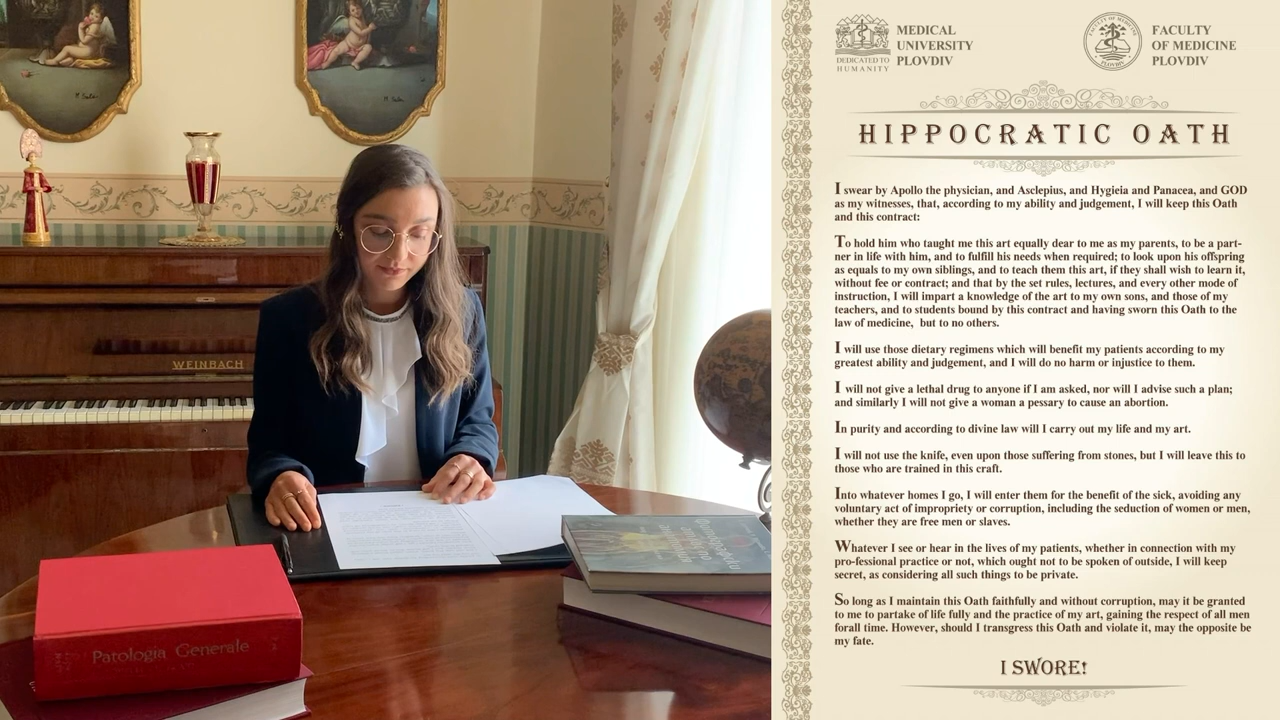 WEINBACH
Patologia Generale
MEDICAL
UNIVERSITY
PLOVDIV
DEDICATED TO
HUMANITY
FACULTY OF MEDICINE
PLOVDIV
FACULTY
OF MEDICINE
PLOVDIV
HIPPOCRATIC OATH
I swear by Apollo the physician, and Asclepius, and Hygieia and Panacea, and GOD
as my witnesses, that, according to my ability and judgement, I will keep this Oath
and this contract:
To hold him who taught me this art equally dear to me as my parents, to be a part-
ner in life with him, and to fulfill his needs when required; to look upon his offspring
as equals to my own siblings, and to teach them this art, if they shall wish to learn it,
without fee or contract; and that by the set rules, lectures, and every other mode of
instruction, I will impart a knowledge of the art to my own sons, and those of my
teachers, and to students bound by this contract and having sworn this Oath to the
law of medicine, but to no others.
I will use those dietary regimens which will benefit my patients according to my
greatest ability and judgement, and I will do no harm or injustice to them.
I will not give a lethal drug to anyone if I am asked, nor will I advise such a plan;
and similarly I will not give a woman a pessary to cause an abortion.
In purity and according to divine law will I carry out my life and my art.
I will not use the knife, even upon those suffering from stones, but I will leave this to
those who are trained in this craft.
Into whatever homes I go, I will enter them for the benefit of the sick, avoiding any
voluntary act of impropriety or corruption, including the seduction of women or men,
whether they are free men or slaves.
Whatever I see or hear in the lives of my patients, whether in connection with my
pro-fessional practice or not, which ought not to be spoken of outside, I will keep
secret, as considering all such things to be private.
So long as I maintain this Oath faithfully and without corruption, may it be granted
to me to partake of life fully and the practice of my art, gaining the respect of all men
forall time. However, should I transgress this Oath and violate it, may the opposite be
my fate.
I SWORE!